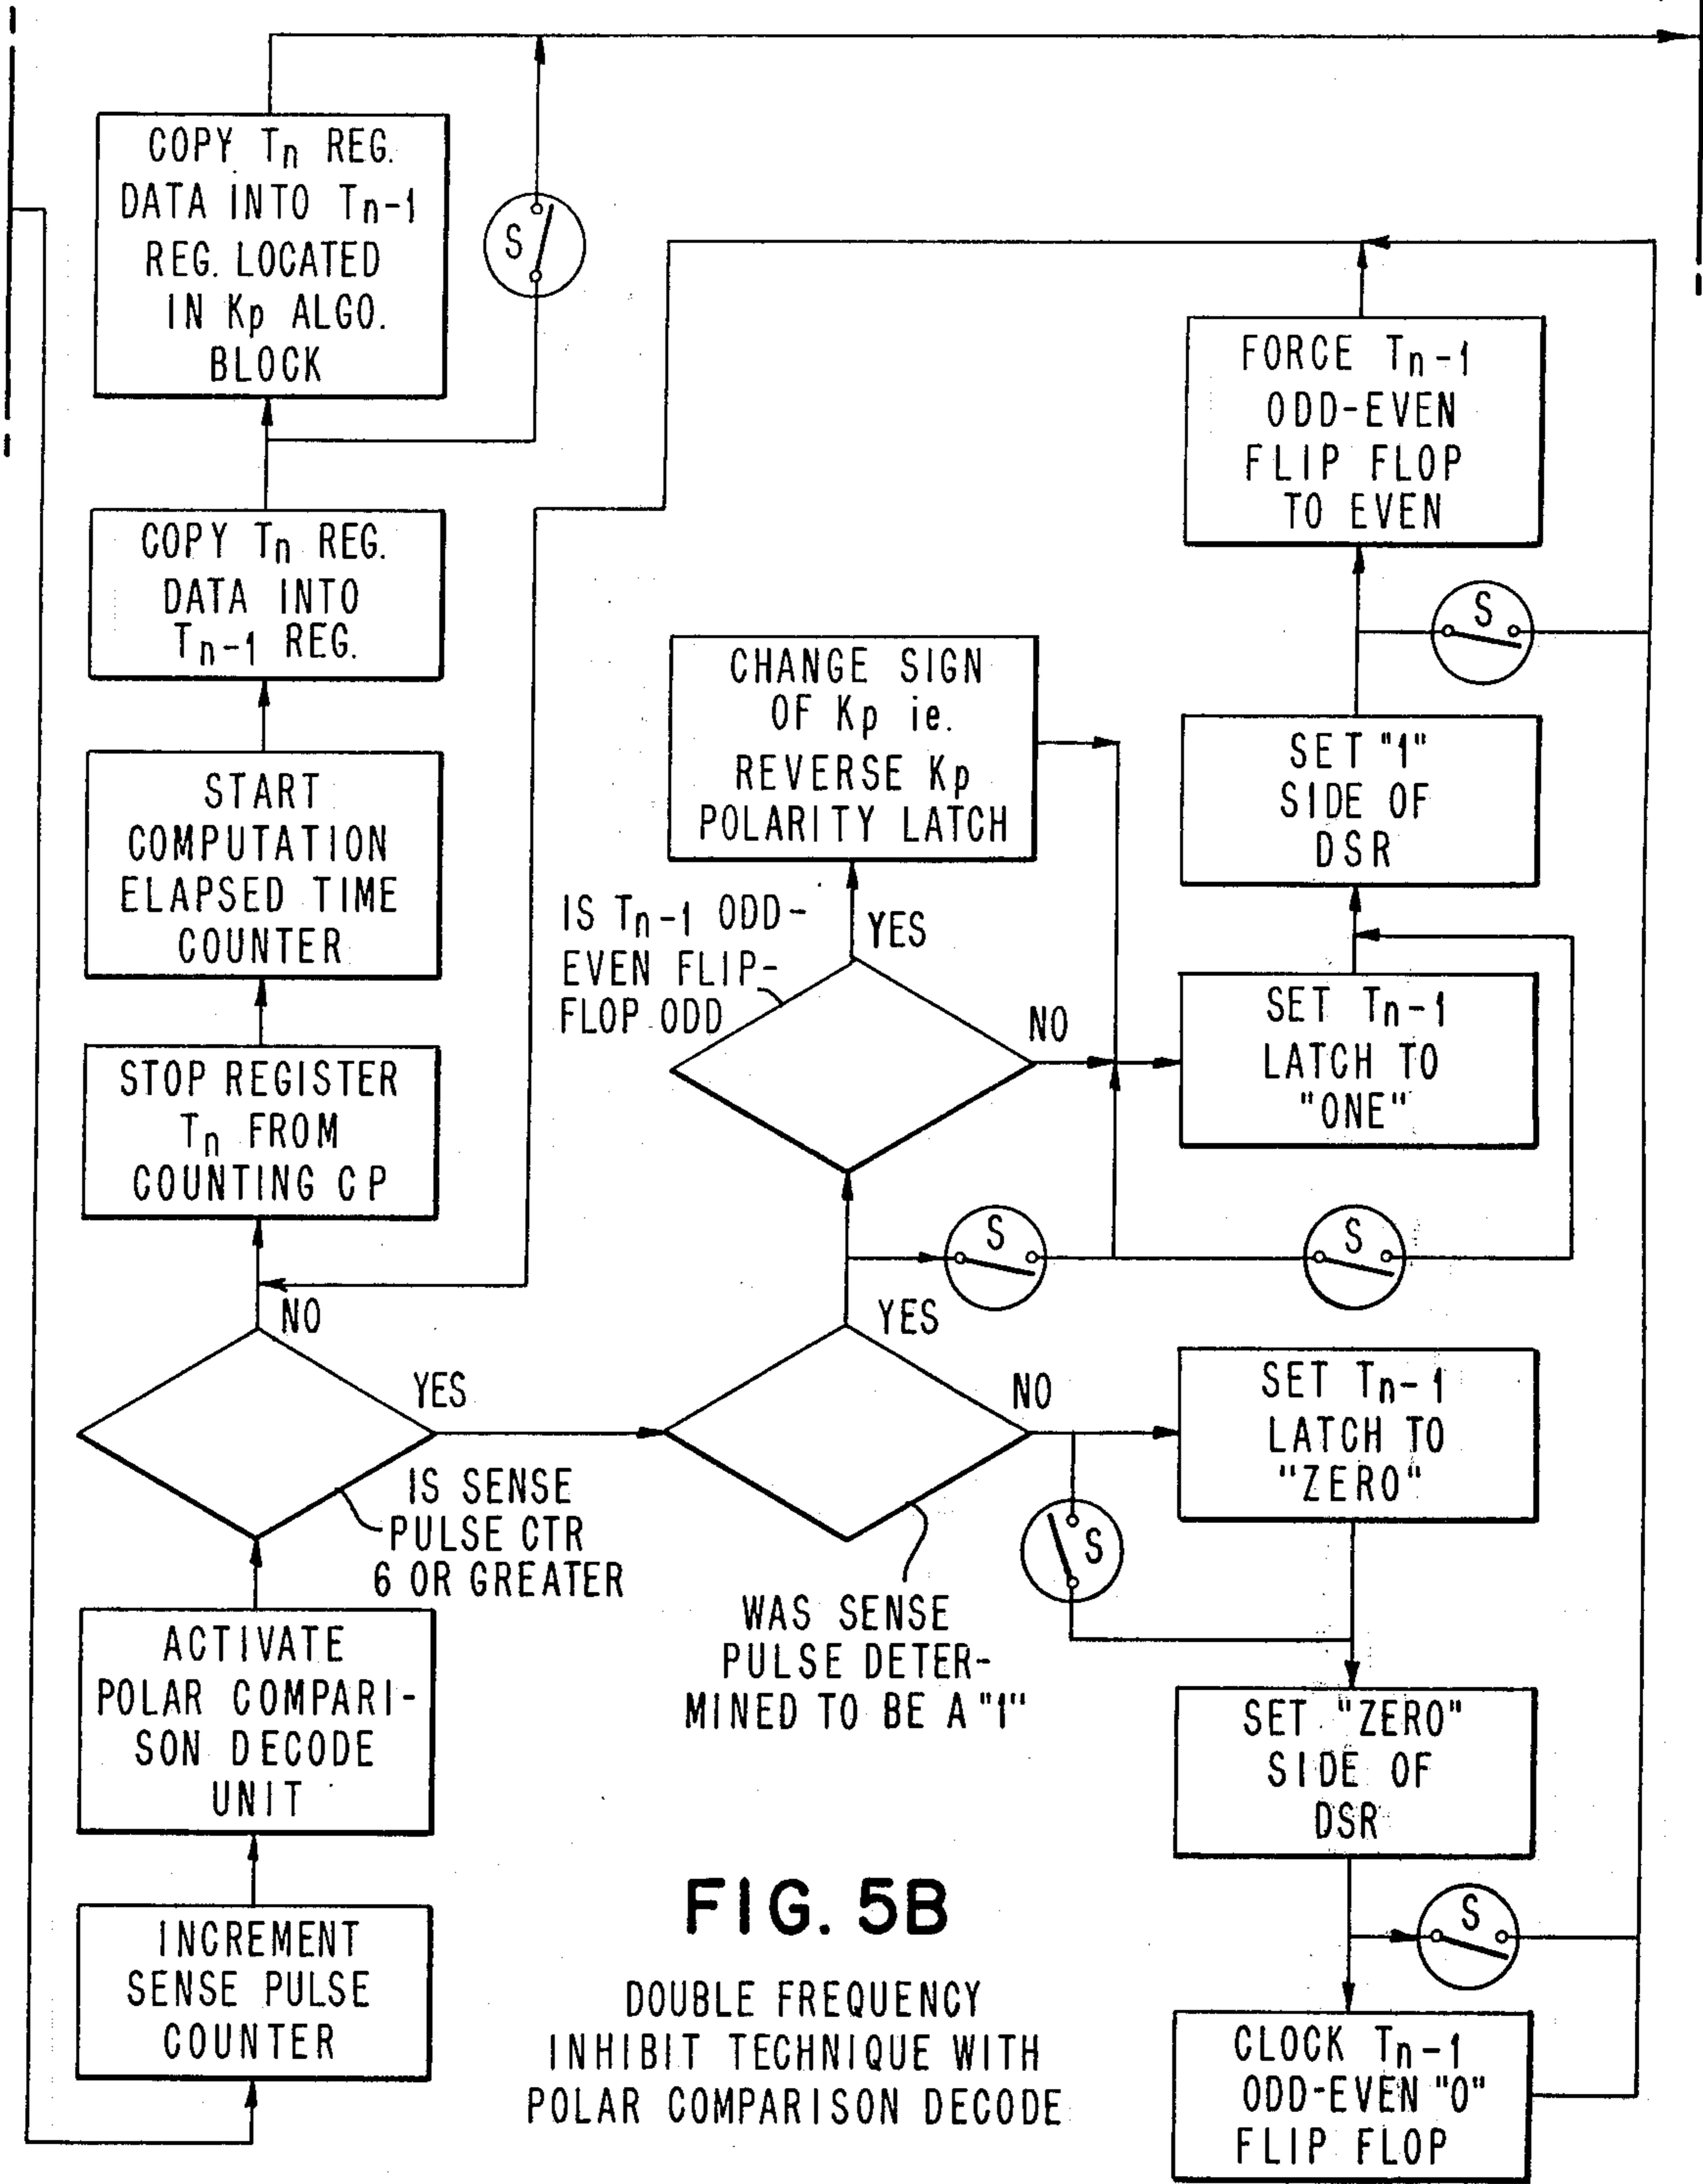 COPY Tn REG.
DATA INTO Tn-1
REG. LOCATED
IN Kp ALGO.
BLOCK
S
COPY Tn REG.
DATA INTO
Tn-1 REG.
START
COMPUTATION
ELAPSED TIME
COUNTER
STOP REGISTER
Tn FROM
COUNTING CP
NO
YES
IS SENSE
PULSE CTR
6 OR GREATER
ACTIVATE
POLAR COMPARI-
SON DECODE
UNIT
INCREMENT
SENSE PULSE
COUNTER
CHANGE SIGN
OF Kp ie.
REVERSE Kp
POLARITY LATCH
IS Tn-1 ODD-
EVEN FLIP-
FLOP ODD
YES
NO
S
S
YES
NO
S
WAS SENSE
PULSE DETER-
MINED TO BE A "1"
FORCE Tn-1
ODD-EVEN
FLIP FLOP
TO EVEN
S
SET "1"
SIDE OF
DSR
SET Tn-1
LATCH TO
"ONE"
SET Tn-1
LATCH TO
"ZERO"
SET "ZERO"
SIDE OF
DSR
S
CLOCK Tn-1
ODD-EVEN "0"
FLIP FLOP
FIG. 5B
DOUBLE FREQUENCY
INHIBIT TECHNIQUE WITH
POLAR COMPARISON DECODE